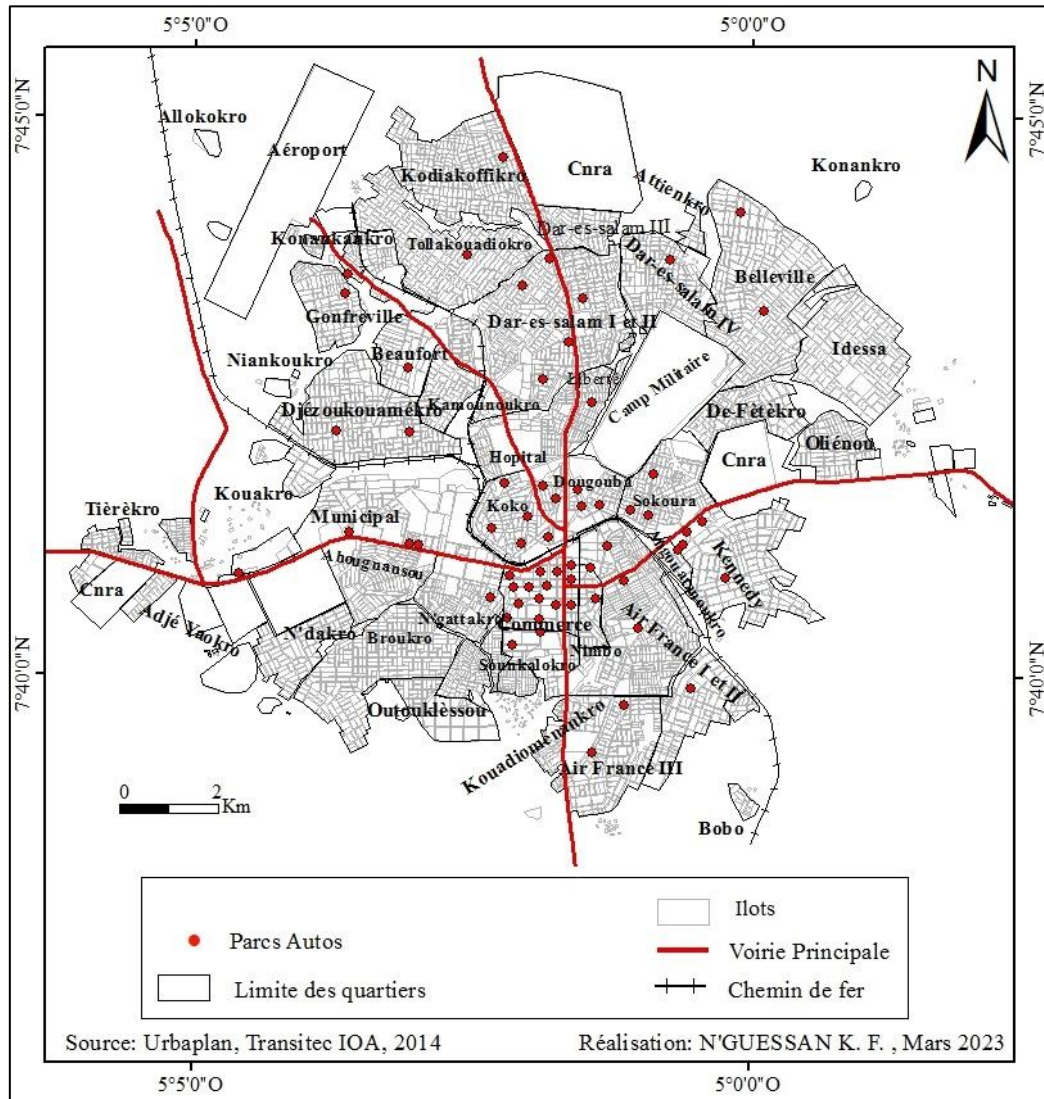 5°5'0"O
5°0'0"O
7°45'0"N
7°45'0"N
N
Allokokro
Aéroport
Kodiakoffikro
Cnra
Attienkro
Konankro
Konankankro
Tollakouadiokro
Dar-es-salam III
Dar-es-salam IV
Belleville
Gonfreville
Dar-es-salam I et II
Idessa
Niankoukro
Beaufort
Liberté
Camp Militaire
Djézoukouamékro
Kamounoukro
De-Fètèkro
Oliénou
Hopital
Cnra
Kouakro
Dougouba
Tièrèkro
Municipal
Koko
Sokoura
Ahougnansou
Kennedy
Cnra
Adjé Yaokro
N'dakro
N'gattakro
Broukro
Commerce
Air France I et II
Nimbo
Sounkalokro
7°40'0"N
7°40'0"N
Outouklèssou
Kouadioménankro
Air France III
0 2
Km
Bobo
Parcs Autos
Limite des quartiers
Ilots
Voirie Principale
Chemin de fer
Source: Urbaplan, Transitec IOA, 2014
Réalisation: N'GUESSAN K. F. , Mars 2023
5°5'0"O
5°0'0"O